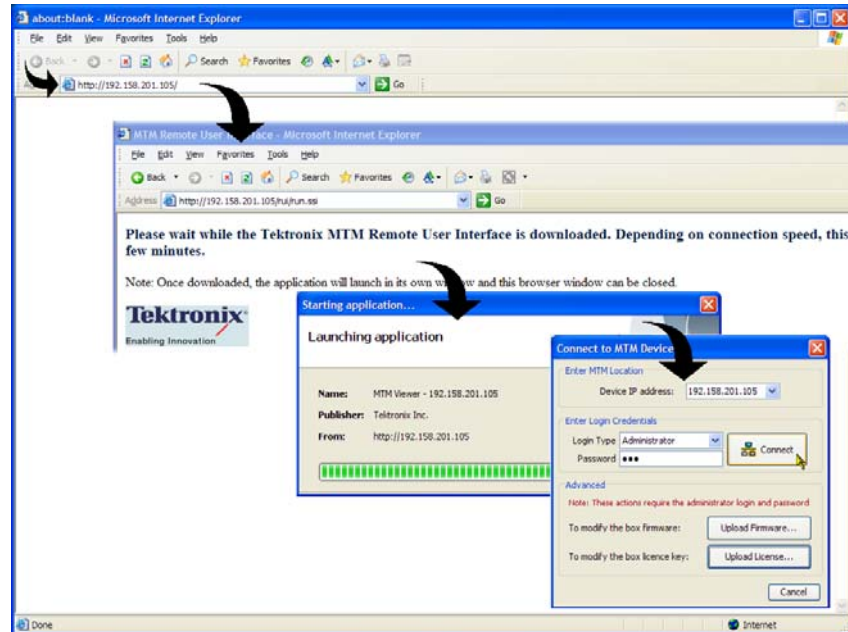 about:blank - Microsoft Internet Explorer
File Edit View Favorites Tools Help
Back Search Favorites
http://192.158.201.105/ Go
MTM Remote User Interface - Microsoft Internet Explorer
File Edit View Favorites Tools Help
Back Search Favorites
Address http://192.158.201.105/rui/run.ssi Go
Please wait while the Tektronix MTM Remote User Interface is downloaded. Depending on connection speed, this
few minutes.
Note: Once downloaded, the application will launch in its own window and this browser window can be closed.
Tektronix
Enabling Innovation
Starting application...
Launching application
Name: MTM Viewer - 192.158.201.105
Publisher: Tektronix Inc.
From: http://192.158.201.105
Connect to MTM Device
Enter MTM Location
Device IP address: 192.158.201.105
Enter Login Credentials
Login Type Administrator
Connect
Password •••
Advanced
Note: These actions require the administrator login and password
To modify the box firmware: Upload Firmware...
To modify the box licence key: Upload License...
Cancel
Done Internet